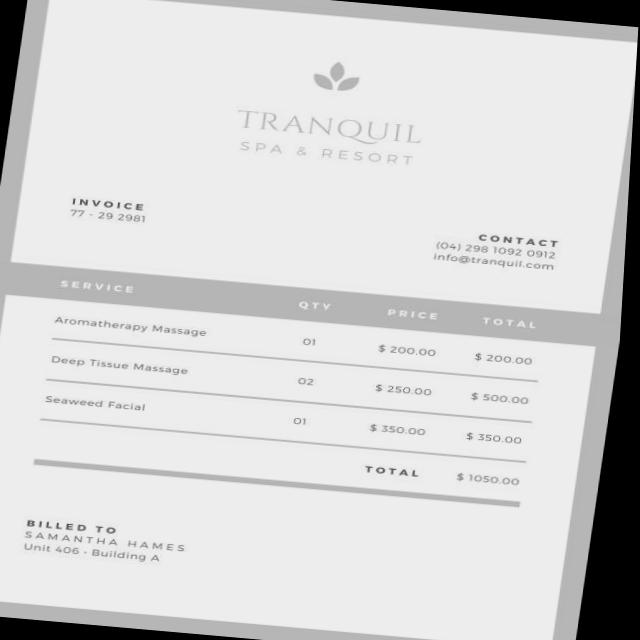 TRANQUIL
SPA & RESORT
INVOICE
77 - 29 2981
CONTACT
(04) 298 1092 0912
info@tranquil.com
SERVICE QTY PRICE TOTAL
Aromatherapy Massage 01 $ 200.00 $ 200.00
Deep Tissue Massage 02 $ 250.00 $ 500.00
Seaweed Facial 01 $ 350.00 $ 350.00
TOTAL $ 1050.00
BILLED TO
SAMANTHA HAMES
Unit 406 - Building A